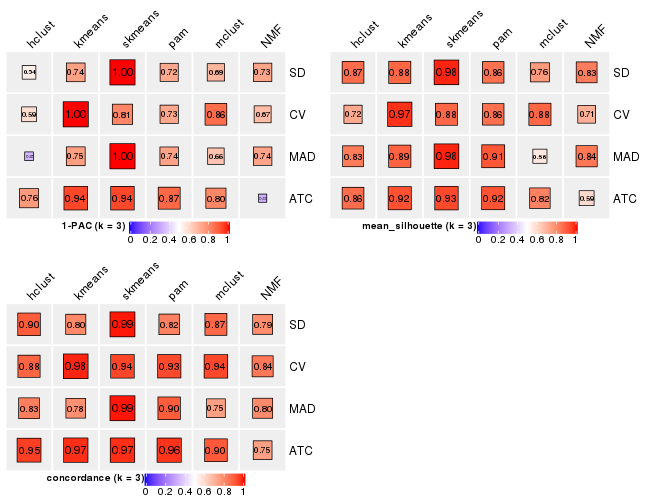 hclust kmeans skmeans pam mclust NMF
0.54 0.74 1.00 0.72 0.69 0.73 SD
0.59 1.00 0.81 0.73 0.86 0.67 CV
0.75 1.00 0.74 0.66 0.74 MAD
0.76 0.94 0.94 0.87 0.80 ATC
1-PAC (k = 3)
0 0.2 0.4 0.6 0.8 1
hclust kmeans skmeans pam mclust NMF
0.87 0.88 0.98 0.86 0.76 0.83 SD
0.72 0.97 0.88 0.86 0.88 0.71 CV
0.83 0.89 0.98 0.91 0.56 0.84 MAD
0.86 0.92 0.93 0.92 0.82 0.59 ATC
mean_silhouette (k = 3)
0 0.2 0.4 0.6 0.8 1
hclust kmeans skmeans pam mclust NMF
0.90 0.80 0.99 0.82 0.87 0.79 SD
0.88 0.98 0.94 0.93 0.94 0.84 CV
0.83 0.78 0.99 0.90 0.75 0.80 MAD
0.95 0.97 0.97 0.96 0.90 0.75 ATC
concordance (k = 3)
0 0.2 0.4 0.6 0.8 1